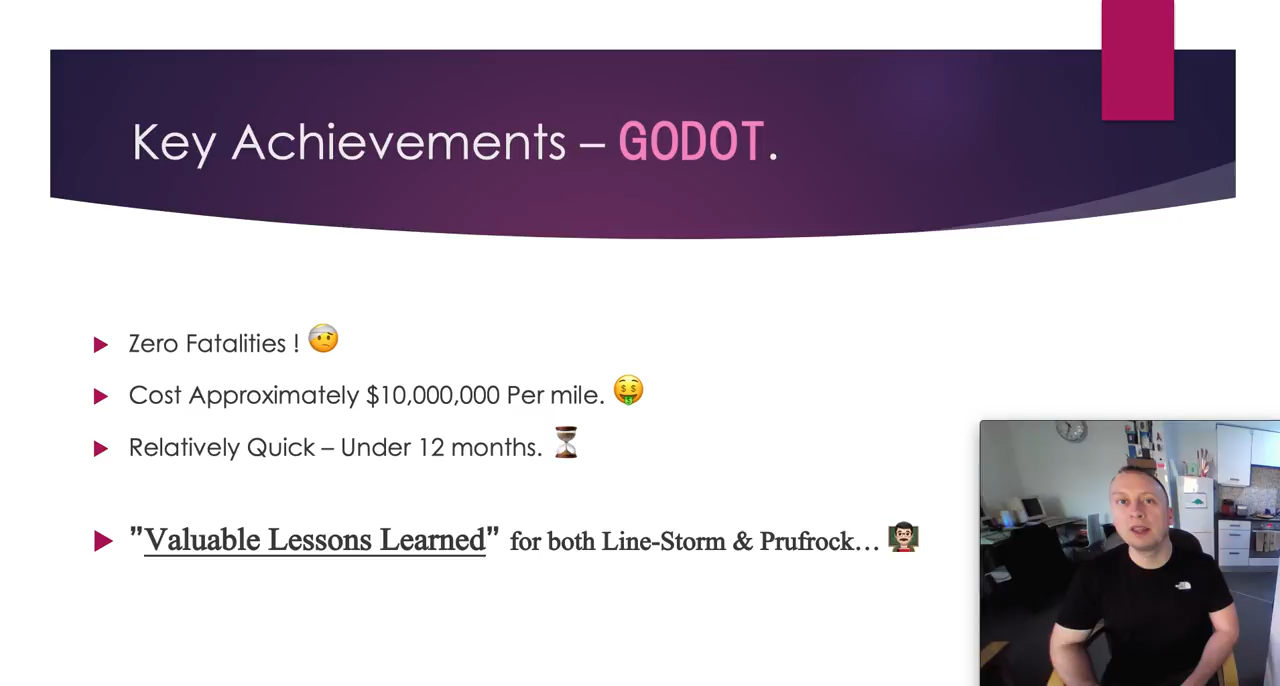 Key Achievements – GODOT.
Zero Fatalities ! 🤕
Cost Approximately $10,000,000 Per mile. 🤑
Relatively Quick – Under 12 months. ⏳
"Valuable Lessons Learned" for both Line-Storm & Prufrock... 👨‍🏫